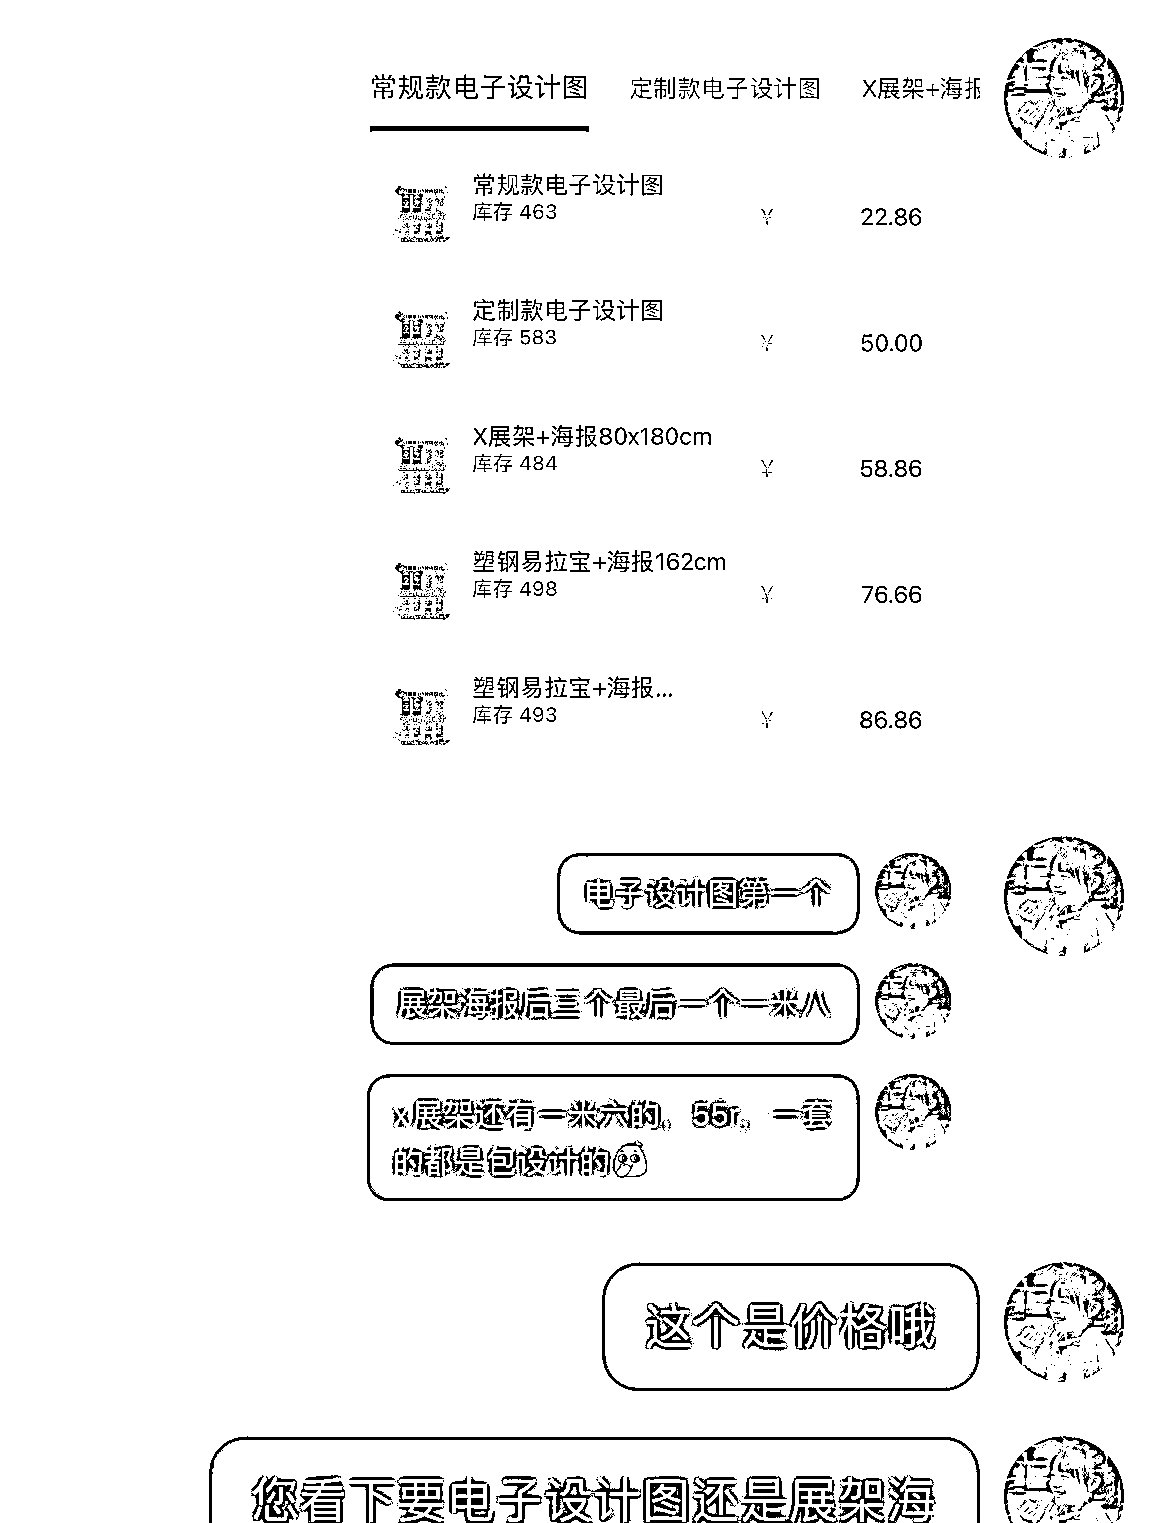 常规款电子设计图 定制款电子设计图 X展架+海报
常规款电子设计图
库存 463
¥ 22.86
定制款电子设计图
库存 583
¥ 50.00
X展架+海报80x180cm
库存 484
¥ 58.86
塑钢易拉宝+海报162cm
库存 498
¥ 76.66
塑钢易拉宝+海报...
库存 493
¥ 86.86
电子设计图第一个
展架海报后三个最后一个一米八
x展架还有一米六的。55r。一套
的都是包设计的
这个是价格哦
您看下要电子设计图还是展架海